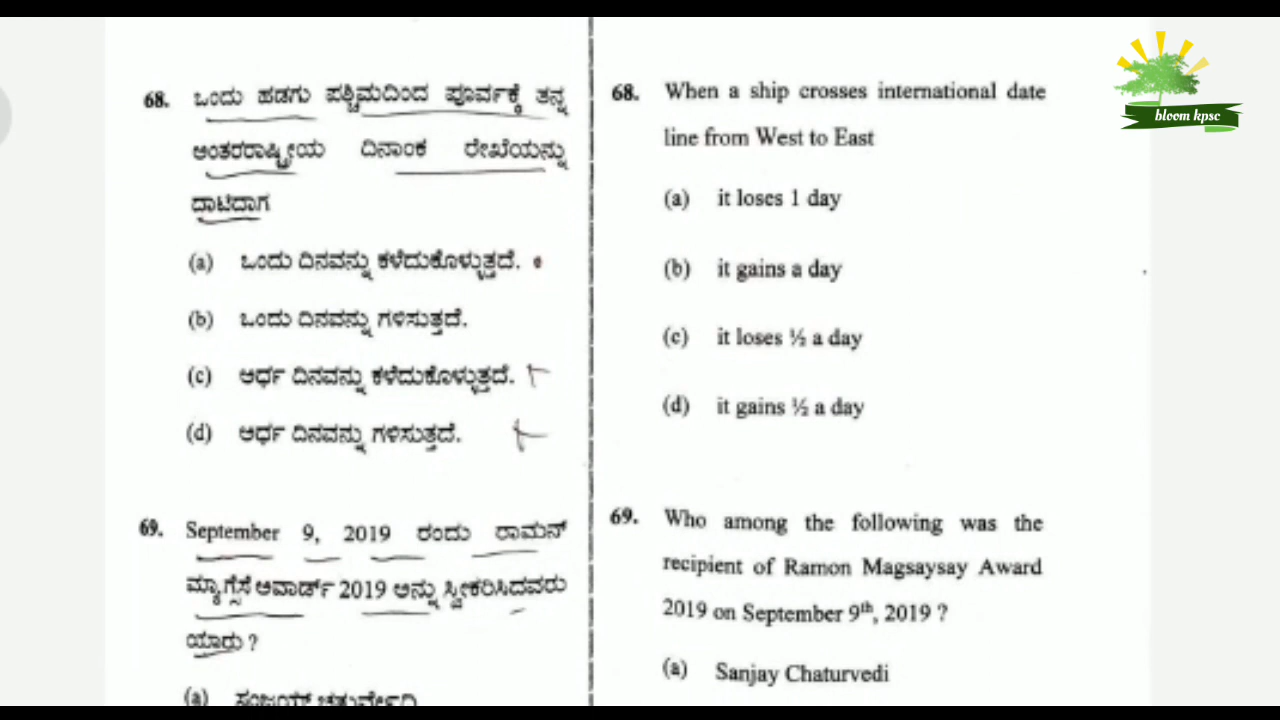 68. ಒಂದು ಹಡಗು ಪಶ್ಚಿಮದಿಂದ ಪೂರ್ವಕ್ಕೆ ತನ್ನ
ಅಂತರರಾಷ್ಟ್ರೀಯ ದಿನಾಂಕ ರೇಖೆಯನ್ನು
ದಾಟಿದಾಗ
(a) ಒಂದು ದಿನವನ್ನು ಕಳೆದುಕೊಳ್ಳುತ್ತದೆ.
(b) ಒಂದು ದಿನವನ್ನು ಗಳಿಸುತ್ತದೆ.
(c) ಅರ್ಧ ದಿನವನ್ನು ಕಳೆದುಕೊಳ್ಳುತ್ತದೆ.
(d) ಅರ್ಧ ದಿನವನ್ನು ಗಳಿಸುತ್ತದೆ.
69. September 9, 2019 ರಂದು ರಾಮನ್
ಮ್ಯಾಗ್ಸೆಸೆ ಅವಾರ್ಡ್ 2019 ಅನ್ನು ಸ್ವೀಕರಿಸಿದವರು
ಯಾರು ?
(a) ಸಂಜಯ್ ಚತುರ್ವೇದಿ
68. When a ship crosses international date
line from West to East
(a) it loses 1 day
(b) it gains a day
(c) it loses ½ a day
(d) it gains ½ a day
69. Who among the following was the
recipient of Ramon Magsaysay Award
2019 on September 9th, 2019 ?
(a) Sanjay Chaturvedi
bloom kpsc